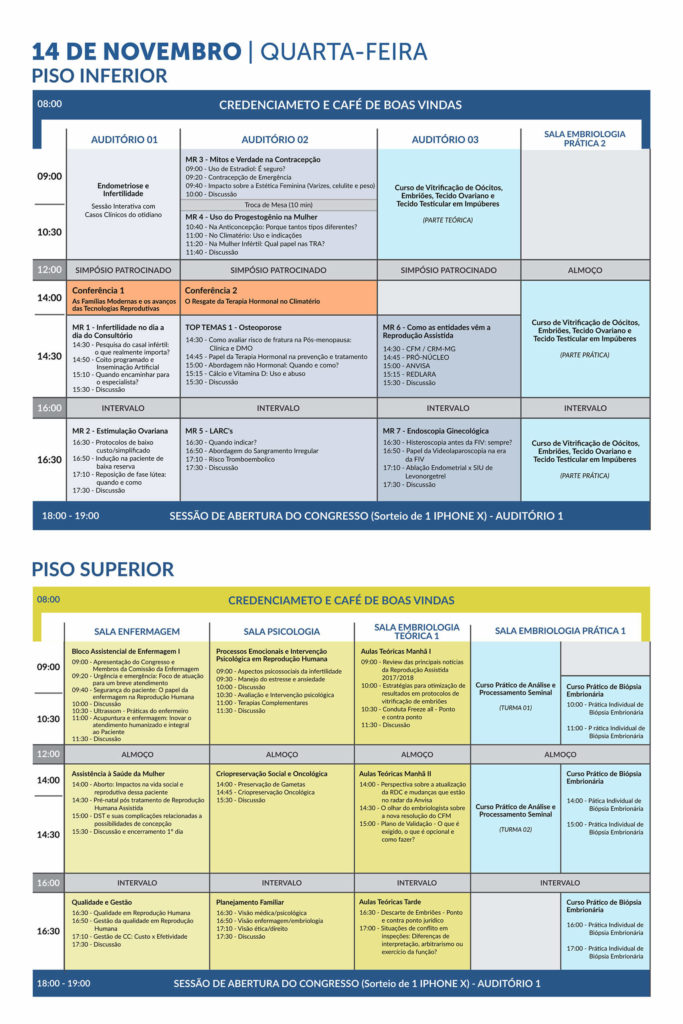 14 DE NOVEMBRO | QUARTA-FEIRA
PISO INFERIOR
08:00
CREDENCIAMETO E CAFÉ DE BOAS VINDAS
AUDITÓRIO 01
AUDITÓRIO 02
AUDITÓRIO 03
SALA EMBRIOLOGIA
PRÁTICA 2
09:00
10:30
Endometriose e
Infertilidade
Sessão Interativa com
Casos Clínicos do otidiano
MR 3 - Mitos e Verdade na Contracepção
09:00 - Uso de Estradiol: É seguro?
09:20 - Contracepção de Emergência
09:40 - Impacto sobre a Estética Feminina (Varizes, celulite e peso)
10:00 - Discussão
Troca de Mesa (10 min)
MR 4 - Uso do Progestogênio na Mulher
10:40 - Na Anticoncepção: Porque tantos tipos diferentes?
11:00 - No Climatério: Uso e indicações
11:20 - Na Mulher Infértil: Qual papel nas TRA?
11:40 - Discussão
Curso de Vitrificação de Oócitos,
Embriões, Tecido Ovariano e
Tecido Testicular em Impúberes
(PARTE TEÓRICA)
12:00
SIMPÓSIO PATROCINADO
SIMPÓSIO PATROCINADO
SIMPÓSIO PATROCINADO
ALMOÇO
14:00
Conferência 1
As Famílias Modernas e os avanços
das Tecnologias Reprodutivas
Conferência 2
O Resgate da Terapia Hormonal no Climatério
14:30
MR 1 - Infertilidade no dia a
dia do Consultório
14:30 - Pesquisa do casal infértil:
o que realmente importa?
14:50 - Coito programado e
Inseminação Artificial
15:10 - Quando encaminhar para
o especialista?
15:30 - Discussão
TOP TEMAS 1 - Osteoporose
14:30 - Como avaliar risco de fratura na Pós-menopausa:
Clínica e DMO
14:45 - Papel da Terapia Hormonal na prevenção e tratamento
15:00 - Abordagem não Hormonal: Quando e como?
15:15 - Cálcio e Vitamina D: Uso e abuso
15:30 - Discussão
MR 6 - Como as entidades vêm a
Reprodução Assistida
14:30 - CFM / CRM-MG
14:45 - PRÓ-NÚCLEO
15:00 - ANVISA
15:15 - REDLARA
15:30 - Discussão
Curso de Vitrificação de Oócitos,
Embriões, Tecido Ovariano e
Tecido Testicular em Impúberes
(PARTE PRÁTICA)
16:00
INTERVALO
INTERVALO
INTERVALO
INTERVALO
16:30
MR 2 - Estimulação Ovariana
16:30 - Protocolos de baixo
custo/simplificado
16:50 - Indução na paciente de
baixa reserva
17:10 - Reposição de fase lútea:
quando e como
17:30 - Discussão
MR 5 - LARC's
16:30 - Quando indicar?
16:50 - Abordagem do Sangramento Irregular
17:10 - Risco Tromboembolico
17:30 - Discussão
MR 7 - Endoscopia Ginecológica
16:30 - Histeroscopia antes da FIV: sempre?
16:50 - Papel da Videolaparoscopia na era
da FIV
17:10 - Ablação Endometrial x SIU de
Levonorgetrel
17:30 - Discussão
Curso de Vitrificação de Oócitos,
Embriões, Tecido Ovariano e
Tecido Testicular em Impúberes
(PARTE PRÁTICA)
18:00 - 19:00
SESSÃO DE ABERTURA DO CONGRESSO (Sorteio de 1 IPHONE X) - AUDITÓRIO 1
PISO SUPERIOR
08:00
CREDENCIAMETO E CAFÉ DE BOAS VINDAS
SALA ENFERMAGEM
SALA PSICOLOGIA
SALA EMBRIOLOGIA
TEÓRICA 1
SALA EMBRIOLOGIA PRÁTICA 1
09:00
10:30
Bloco Assistencial de Enfermagem I
09:00 - Apresentação do Congresso e
Membros da Comissão da Enfermagem
09:20 - Urgência e emergência: Foco de atuação
para um breve atendimento
09:40 - Segurança do paciente: O papel da
enfermagem na Reprodução Humana
10:00 - Discussão
10:30 - Ultrassom - Práticas do enfermeiro
11:00 - Acupuntura e enfermagem: Inovar o
atendimento humanizado e integral
ao Paciente
11:30 - Discussão
Processos Emocionais e Intervenção
Psicológica em Reprodução Humana
09:00 - Aspectos psicossociais da infertilidade
09:30 - Manejo do estresse e ansiedade
10:00 - Discussão
10:30 - Avaliação e Intervenção psicológica
11:00 - Terapias Complementares
11:30 - Discussão
Aulas Teóricas Manhã I
09:00 - Review das principais notícias
da Reprodução Assistida
2017/2018
10:00 - Estratégias para otimização de
resultados em protocolos de
vitrificação de embriões
10:30 - Conduta Freeze all - Ponto
e contra ponto
11:30 - Discussão
Curso Prático de Análise e
Processamento Seminal
(TURMA 01)
Curso Prático de Biópsia
Embrionária
10:00 - Prática Individual de
Biópsia Embrionária
11:00 - P rática Individual de
Biópsia Embrionária
12:00
ALMOÇO
ALMOÇO
ALMOÇO
ALMOÇO
14:00
14:30
Assistência à Saúde da Mulher
14:00 - Aborto: Impactos na vida social e
reprodutiva dessa paciente
14:30 - Pré-natal pós tratamento de Reprodução
Humana Assistida
15:00 - DST e suas complicações relacionadas a
possibilidades de concepção
15:30 - Discussão e encerramento 1º dia
Criopreservação Social e Oncológica
14:00 - Preservação de Gametas
14:45 - Criopreservação Oncológica
15:30 - Discussão
Aulas Teóricas Manhã II
14:00 - Perspectiva sobre a atualização
da RDC e mudanças que estão
no radar da Anvisa
14:30 - O olhar do embriologista sobre
a nova resolução do CFM
15:00 - Plano de Validação - O que é
exigido, o que é opcional e
como fazer?
Curso Prático de Análise e
Processamento Seminal
(TURMA 02)
Curso Prático de Biópsia
Embrionária
14:00 - Pática Individual de
Biópsia Embrionária
15:00 - Prática Individual de
Biópsia Embrionária
16:00
INTERVALO
INTERVALO
INTERVALO
INTERVALO
16:30
Qualidade e Gestão
16:30 - Qualidade em Reprodução Humana
16:50 - Gestão da qualidade em Reprodução
Humana
17:10 - Gestão de CC: Custo x Efetividade
17:30 - Discussão
Planejamento Familiar
16:30 - Visão médica/psicológica
16:50 - Visão enfermagem/embriologia
17:10 - Visão ética/direito
17:30 - Discussão
Aulas Teóricas Tarde
16:30 - Descarte de Embriões - Ponto
e contra ponto jurídico
17:00 - Situações de conflito em
inspeções: Diferenças de
interpretação, arbitrarismo ou
exercício da função?
Curso Prático de Biópsia
Embrionária
16:00 - Prática Individual de
Biópsia Embrionária
17:00 - Prática Individual de
Biópsia Embrionária
18:00 - 19:00
SESSÃO DE ABERTURA DO CONGRESSO (Sorteio de 1 IPHONE X) - AUDITÓRIO 1